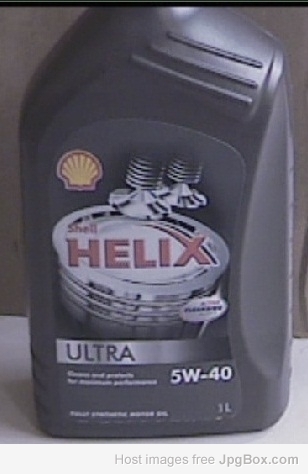 Shell
HELIX
ULTRA
Cleans and protects
for maximum performance
5W-40
FULLY SYNTHETIC MOTOR OIL
1L
Host images free JpgBox.com